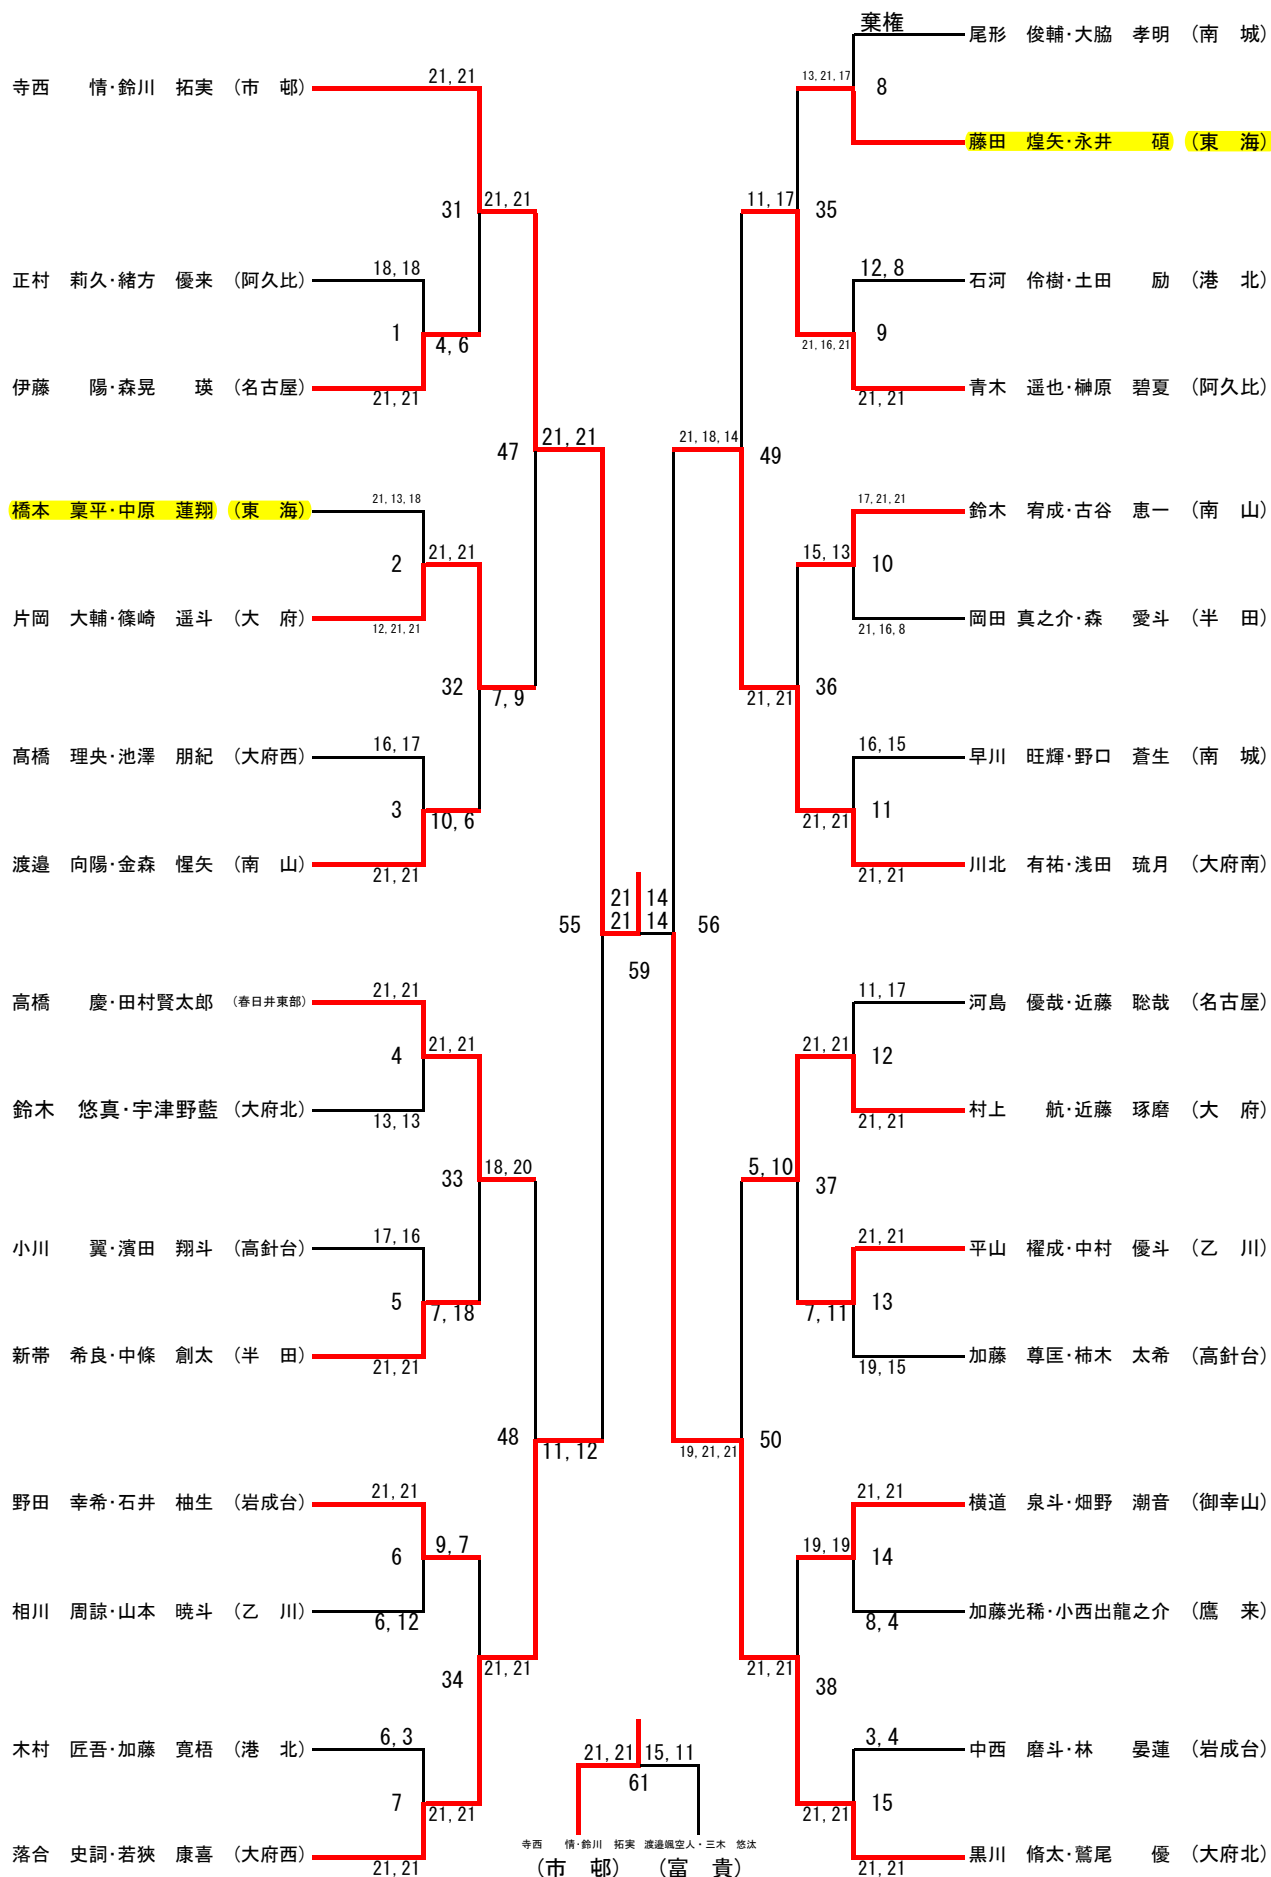 寺西　　情・鈴川　拓実　（市　邨）
21, 21
31
21, 21
正村　莉久・緒方　優来　（阿久比）
18, 18
1
4, 6
伊藤　　陽・森晃　　瑛　（名古屋）
21, 21
47
21, 21
橋本　稟平・中原　蓮翔　（東　海）
21, 13, 18
2
21, 21
片岡　大輔・篠崎　遥斗　（大　府）
12, 21, 21
32
7, 9
髙橋　理央・池澤　朋紀　（大府西）
16, 17
3
10, 6
渡邉　向陽・金森　惺矢　（南　山）
21, 21
55
21
21
高橋　　慶・田村賢太郎　（春日井東部）
21, 21
4
21, 21
鈴木　悠真・宇津野藍　（大府北）
13, 13
33
18, 20
小川　　翼・濱田　翔斗　（高針台）
17, 16
5
7, 18
新帯　希良・中條　創太　（半　田）
21, 21
48
11, 12
野田　幸希・石井　柚生　（岩成台）
21, 21
6
9, 7
相川　周諒・山本　暁斗　（乙　川）
6, 12
34
21, 21
木村　匠吾・加藤　寛梧　（港　北）
6, 3
7
21, 21
落合　史詞・若狹　康喜　（大府西）
21, 21
棄権
尾形　俊輔・大脇　孝明　（南　城）
13, 21, 17
8
藤田　煌矢・永井　　碩　（東　海）
11, 17
35
12, 8
石河　伶樹・土田　　励　（港　北）
21, 16, 21
9
21, 21
青木　遥也・榊原　碧夏　（阿久比）
21, 18, 14
49
17, 21, 21
鈴木　宥成・古谷　恵一　（南　山）
15, 13
10
21, 16, 8
岡田　真之介・森　　愛斗　（半　田）
21, 21
36
16, 15
早川　旺輝・野口　蒼生　（南　城）
21, 21
11
21, 21
川北　有祐・浅田　琉月　（大府南）
14
14
56
59
11, 17
河島　優哉・近藤　聡哉　（名古屋）
21, 21
12
21, 21
村上　　航・近藤　琢磨　（大　府）
5, 10
37
21, 21
平山　櫂成・中村　優斗　（乙　川）
7, 11
13
19, 15
加藤　尊匡・柿木　太希　（高針台）
19, 21, 21
50
21, 21
横道　泉斗・畑野　潮音　（御幸山）
19, 19
14
8, 4
加藤光稀・小西出龍之介　（鷹　来）
21, 21
38
3, 4
中西　磨斗・林　　晏蓮　（岩成台）
21, 21
15
21, 21
黒川　脩太・鷲尾　　優　（大府北）
21, 21
15, 11
61
寺西　　情・鈴川　拓実　渡邉颯空人・三木　悠汰
（市　邨）　（富　貴）